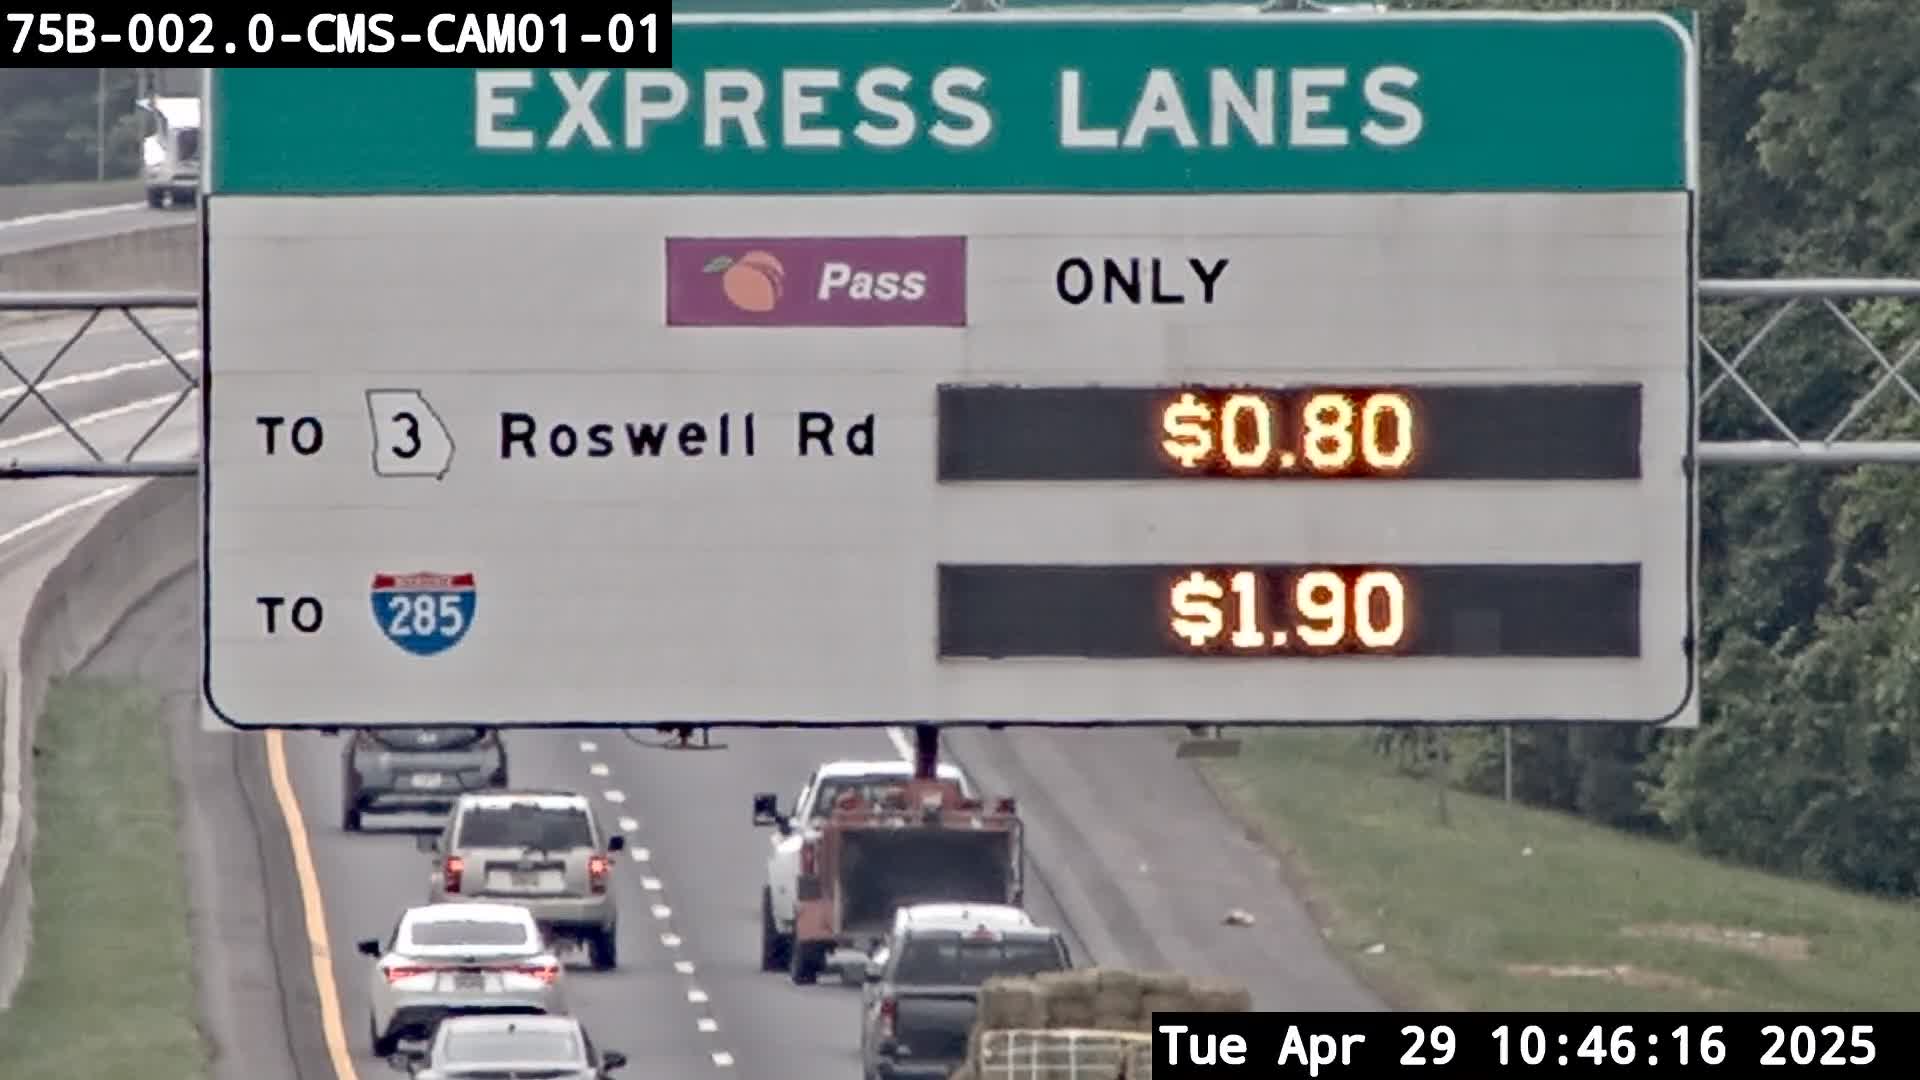 75B-002.0-CMS-CAM01-01
EXPRESS LANES
Pass ONLY
TO 3 Roswell Rd $0.80
TO 285 $1.90
Tue Apr 29 10:46:16 2025